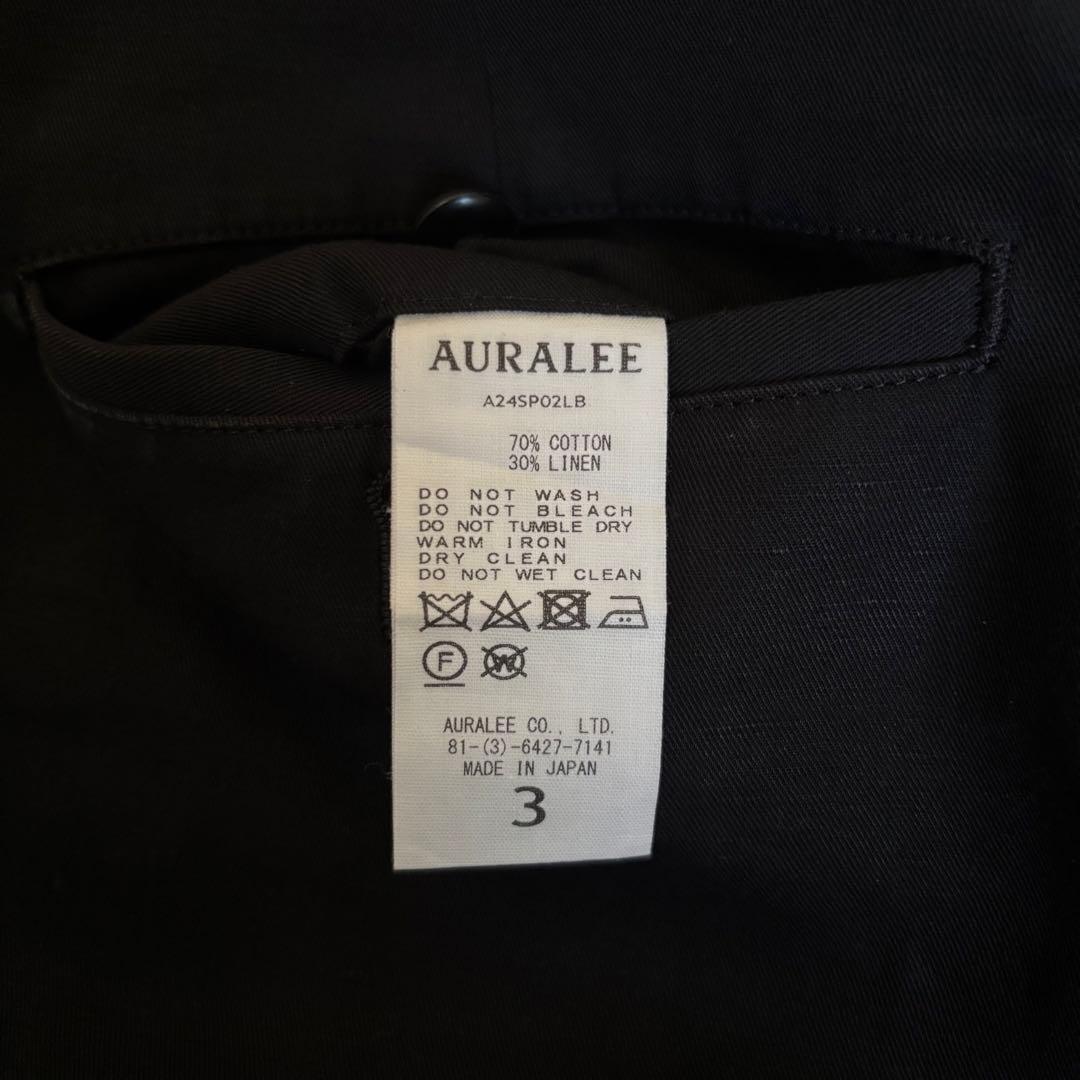 AURALEE
A24SP02LB
70% COTTON
30% LINEN
DO NOT WASH
DO NOT BLEACH
DO NOT TUMBLE DRY
WARM IRON
DRY CLEAN
DO NOT WET CLEAN
F W
AURALEE CO., LTD.
81-(3)-6427-7141
MADE IN JAPAN
3